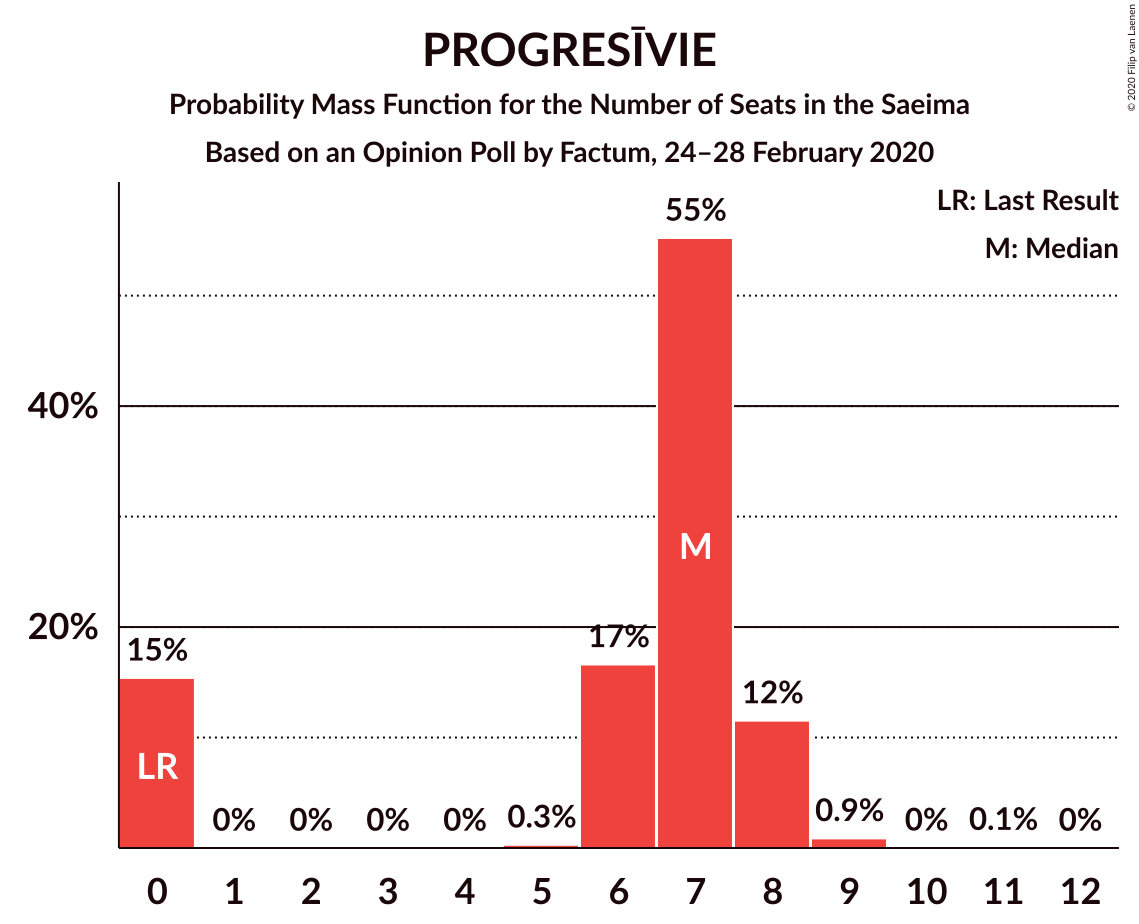 PROGRESĪVIE
Probability Mass Function for the Number of Seats in the Saeima
Based on an Opinion Poll by Factum, 24–28 February 2020
© 2020 Filip van Laenen
LR: Last Result
M: Median
55%
40%
M
20%
17%
15%
12%
LR
0% 0% 0% 0% 0.3% 0.9% 0% 0.1% 0%
0 1 2 3 4 5 6 7 8 9 10 11 12